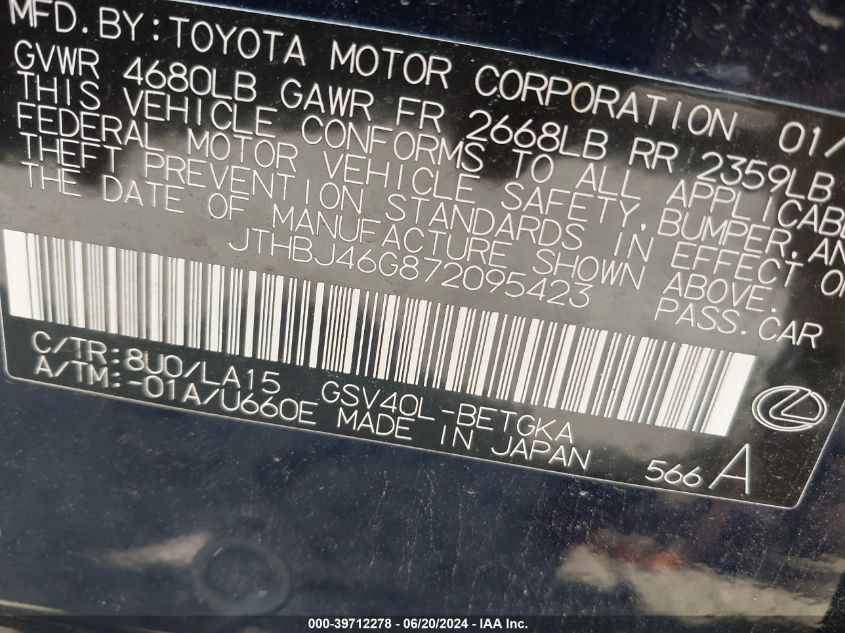 MFD.BY:TOYOTA MOTOR CORPORATION 01/
GVWR 4680LB GAWR FR 2668LB RR 2359LB
THIS VEHICLE CONFORMS TO ALL APPLICABLE
FEDERAL MOTOR VEHICLE SAFETY,BUMPER,AN
THEFT PREVENTION STANDARDS IN EFFECT ON
THE DATE OF MANUFACTURE SHOWN ABOVE.
JTHBJ46G872095423 PASS.CAR
C/TR:8U0/LA15 GSV40L-BETGKA
A/TM:-01A/U660E MADE IN JAPAN
566 A
000-39712278 - 06/20/2024 - IAA Inc.